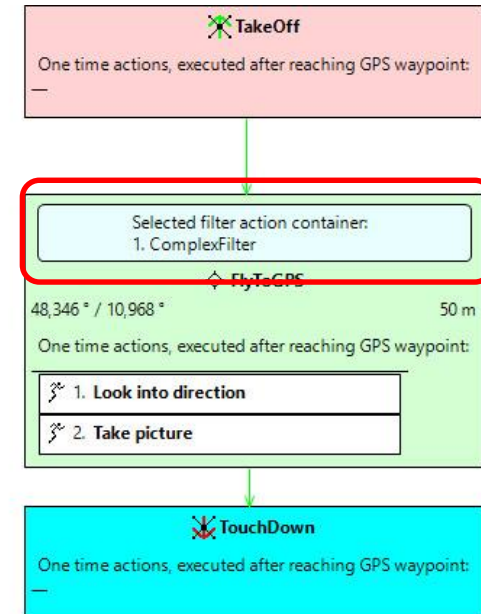 TakeOff
One time actions, executed after reaching GPS waypoint:
—
Selected filter action container:
1. ComplexFilter
FlyToGPS
48,346 ° / 10,968 ° 50 m
One time actions, executed after reaching GPS waypoint:
1. Look into direction
2. Take picture
TouchDown
One time actions, executed after reaching GPS waypoint:
—